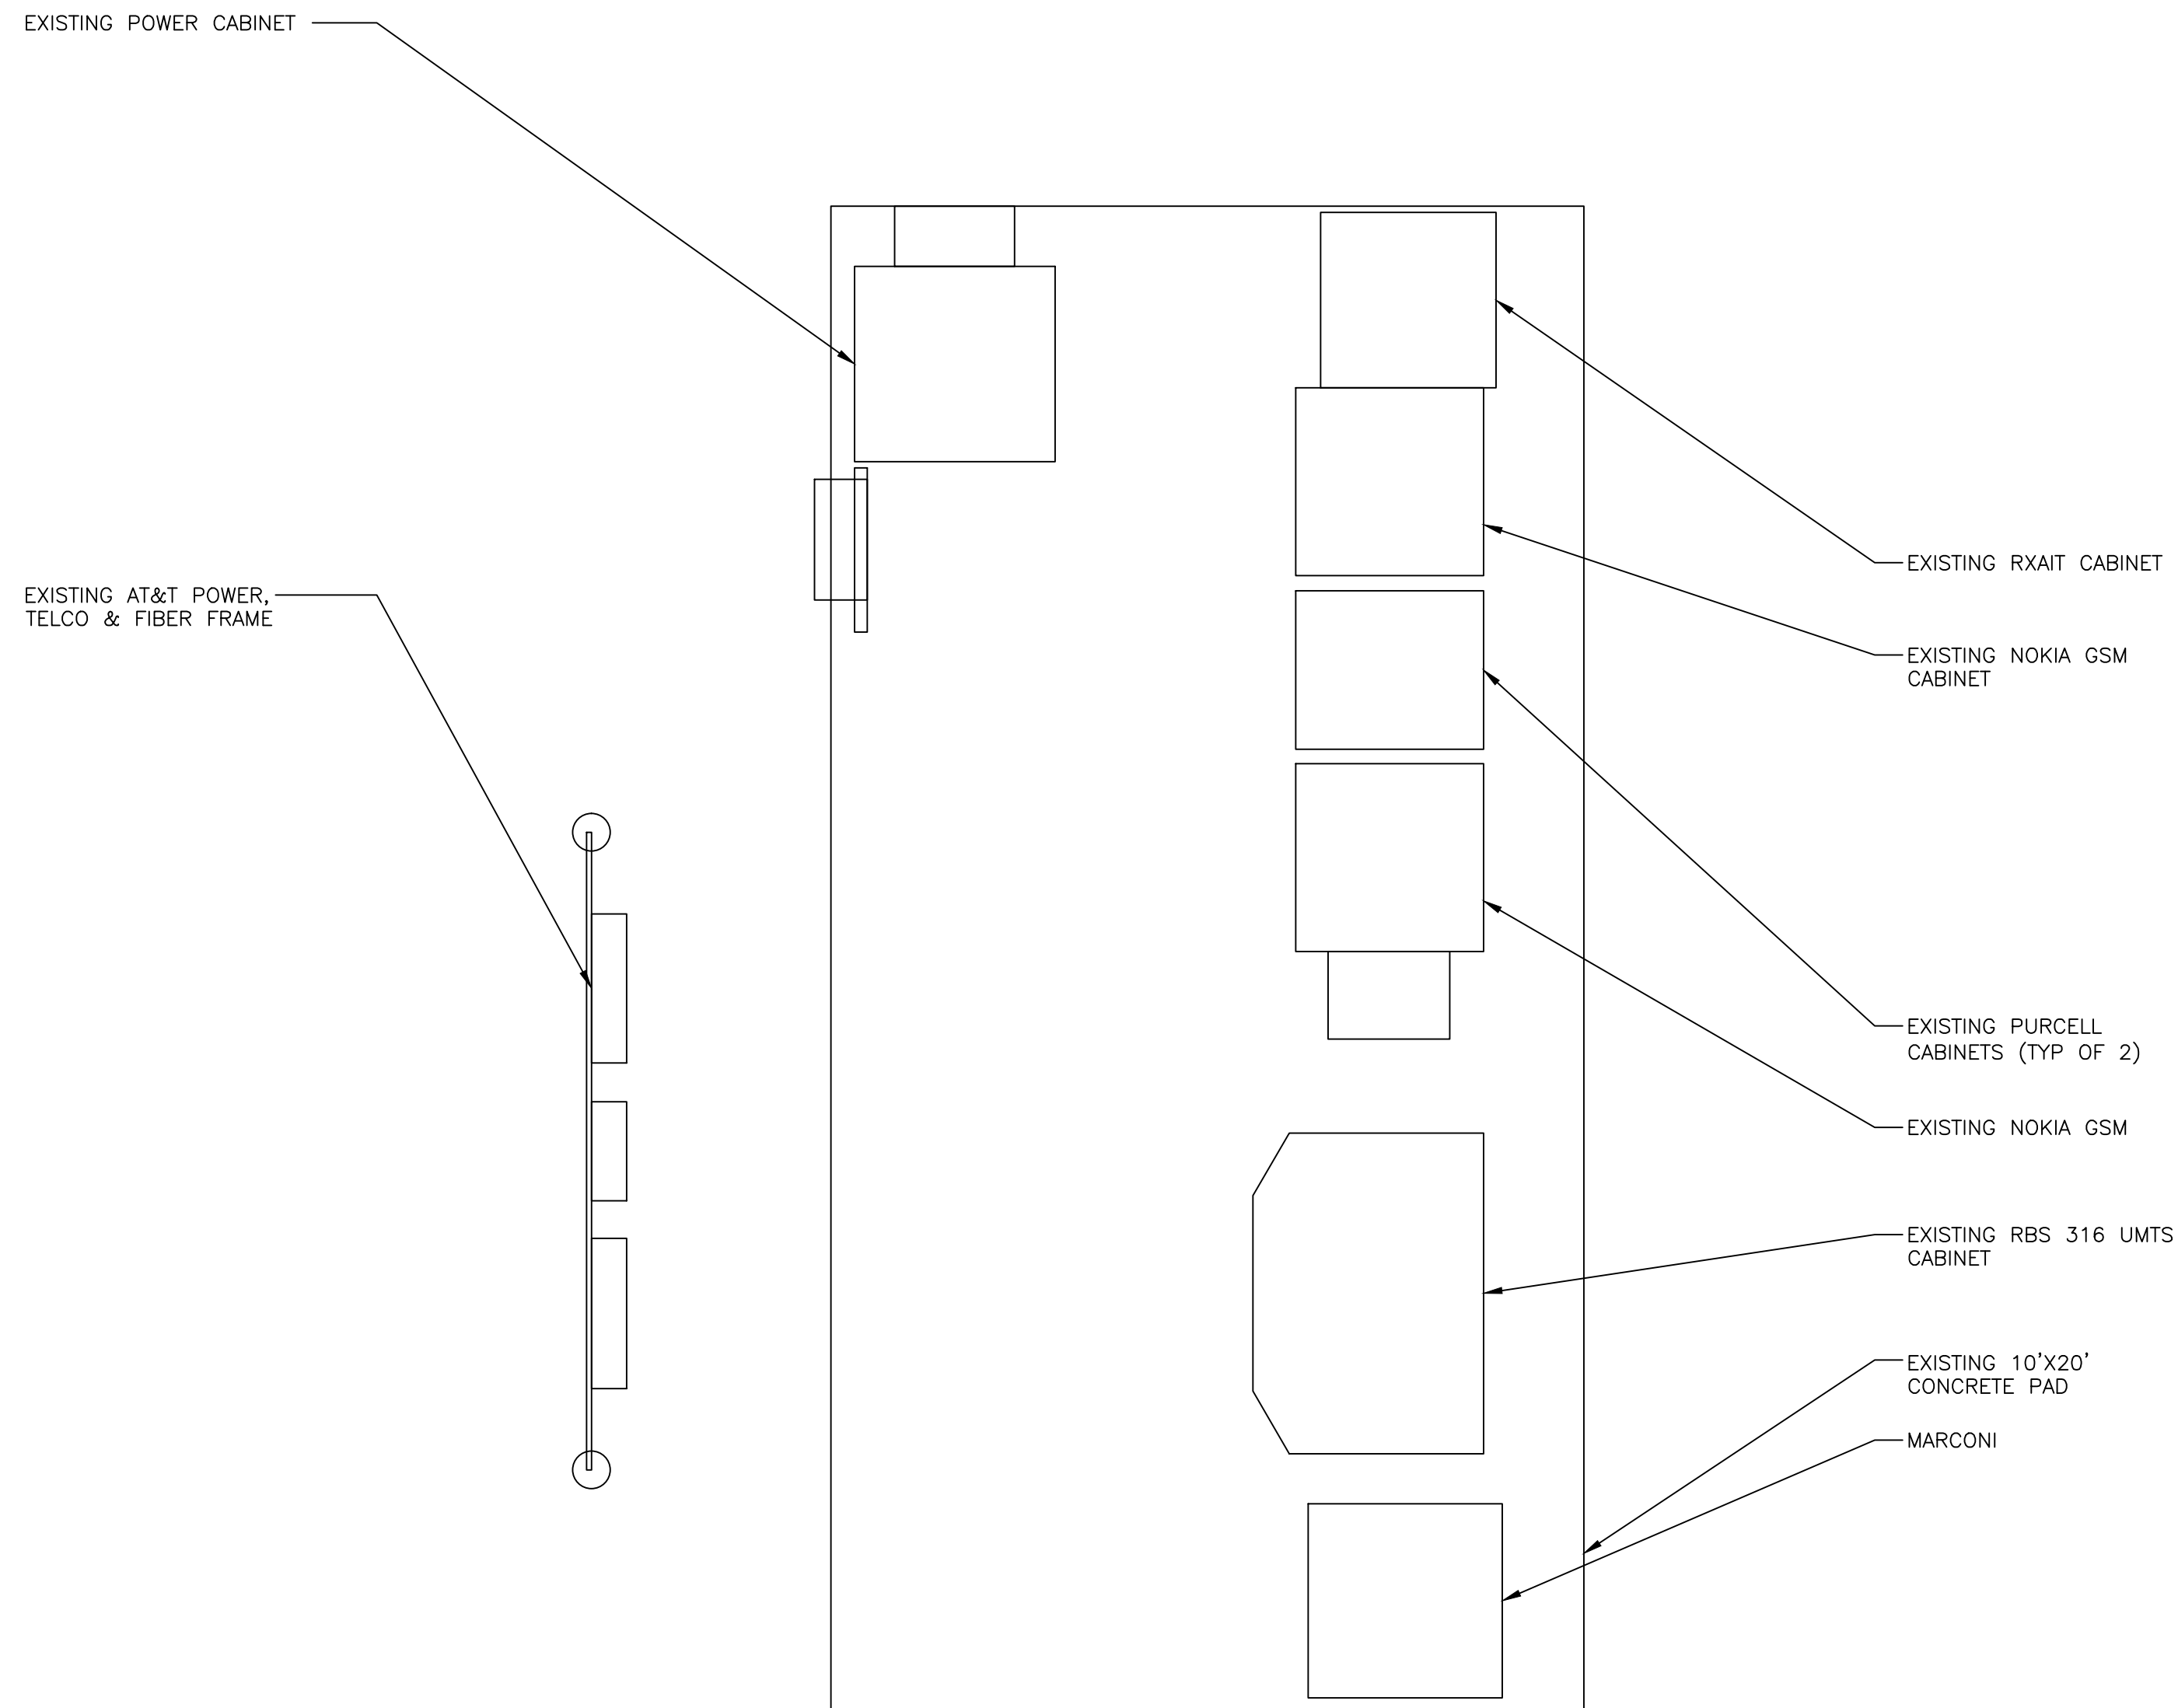 EXISTING POWER CABINET
EXISTING AT&T POWER,
TELCO & FIBER FRAME
EXISTING RXAIT CABINET
EXISTING NOKIA GSM
CABINET
EXISTING PURCELL
CABINETS (TYP OF 2)
EXISTING NOKIA GSM
EXISTING RBS 316 UMTS
CABINET
EXISTING 10'X20'
CONCRETE PAD
MARCONI